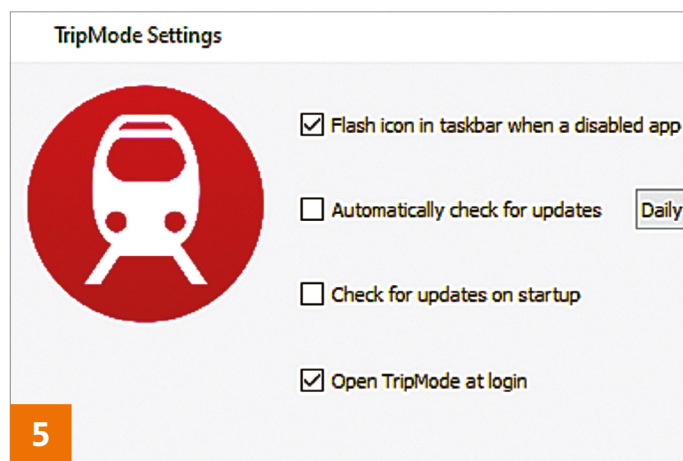 TripMode Settings
Flash icon in taskbar when a disabled app
Automatically check for updates Daily
Check for updates on startup
Open TripMode at login
5